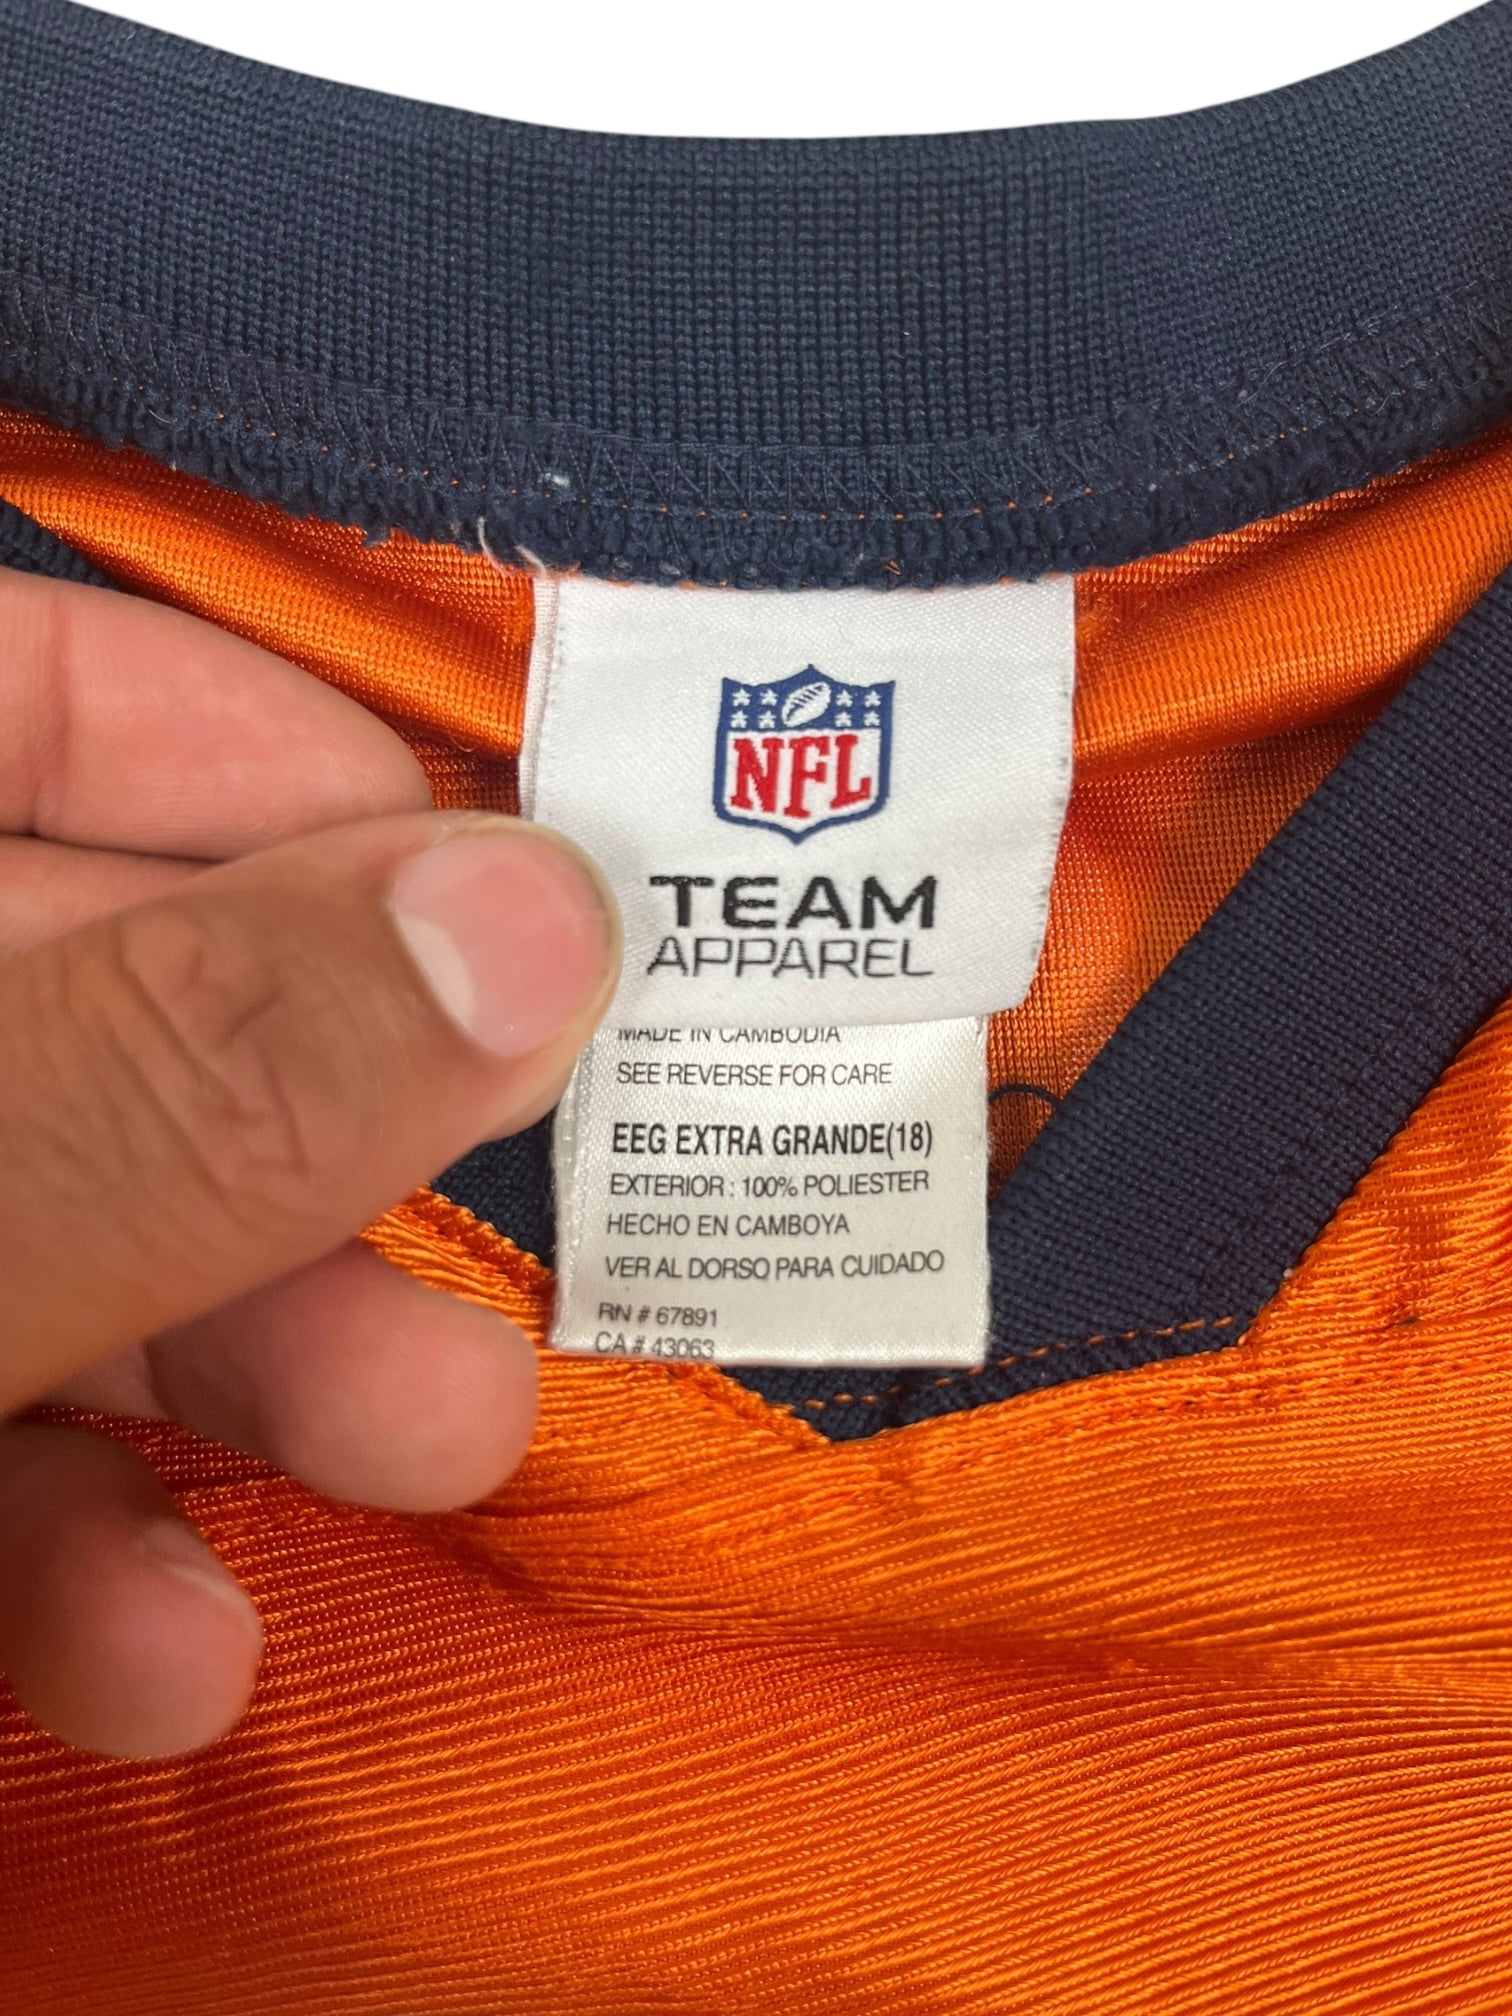 NFL
TEAM
APPAREL
MADE IN CAMBODIA
SEE REVERSE FOR CARE
EEG EXTRA GRANDE(18)
EXTERIOR : 100% POLIESTER
HECHO EN CAMBOYA
VER AL DORSO PARA CUIDADO
RN # 67891
CA # 43063